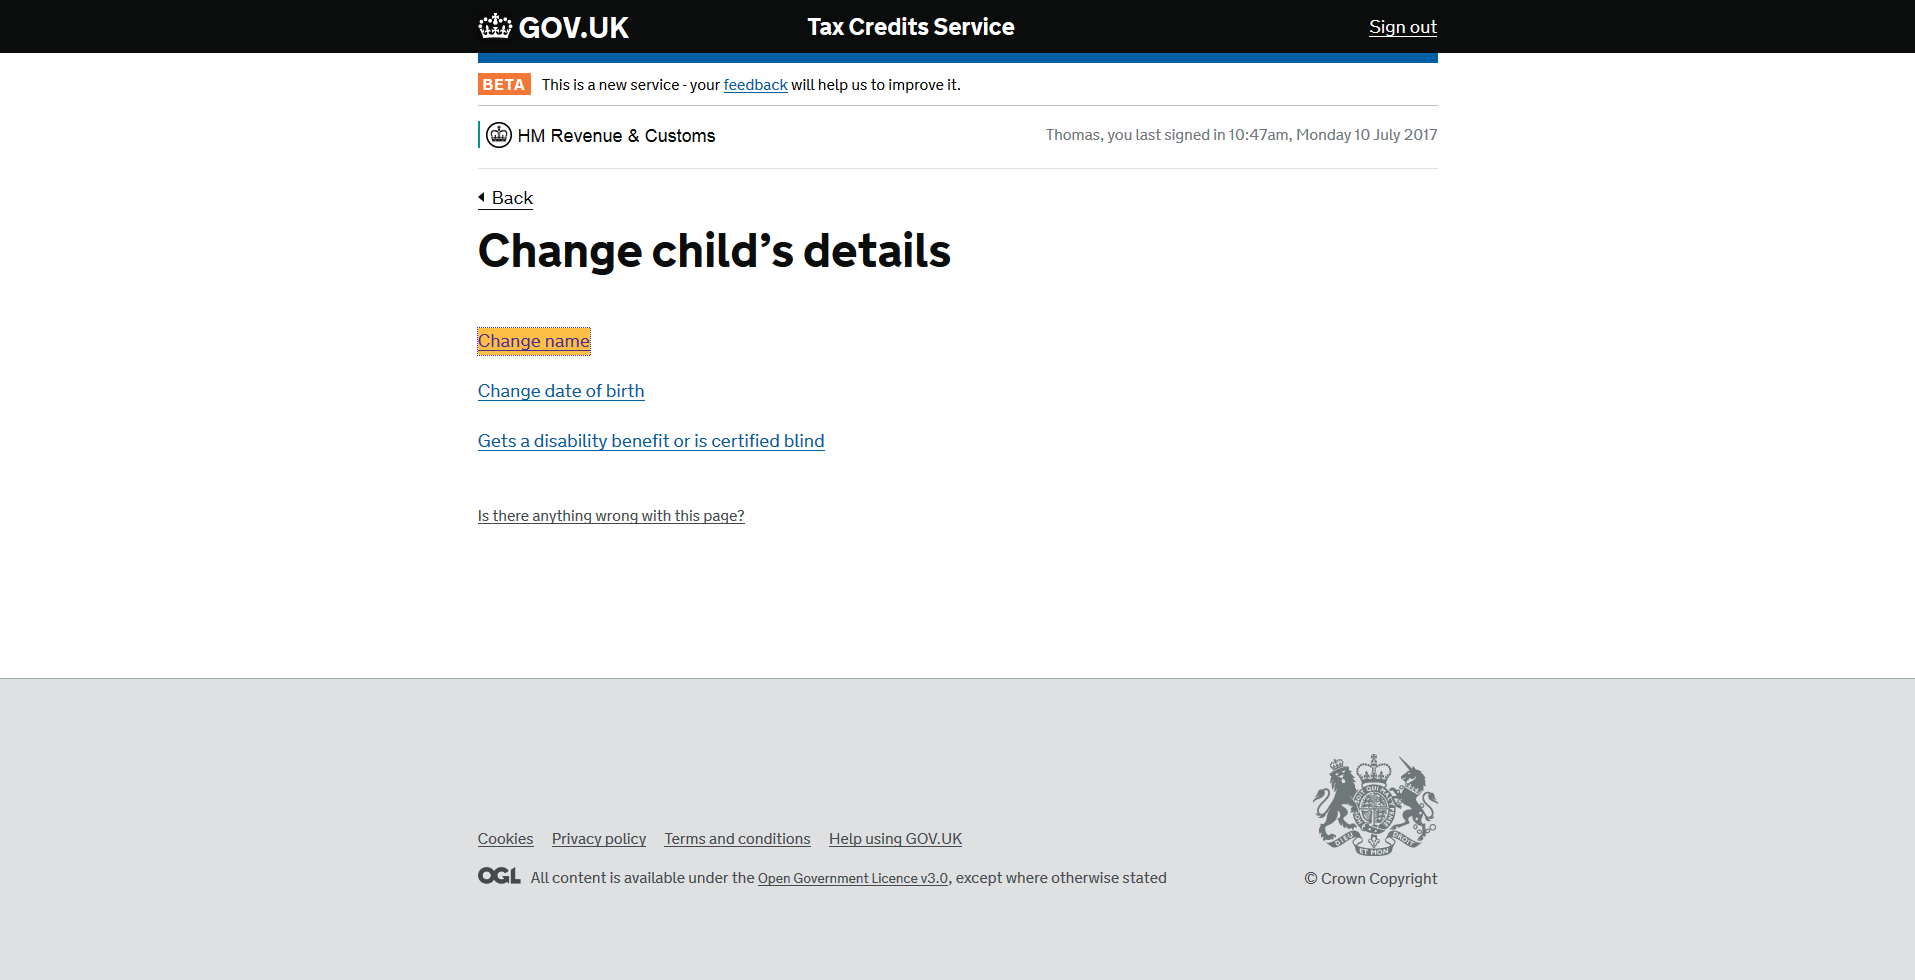 GOV.UK Tax Credits Service Sign out
BETA This is a new service - your feedback will help us to improve it.
HM Revenue & Customs Thomas, you last signed in 10:47am, Monday 10 July 2017
Back
Change child’s details
Change name
Change date of birth
Gets a disability benefit or is certified blind
Is there anything wrong with this page?
Cookies Privacy policy Terms and conditions Help using GOV.UK
OGL All content is available under the Open Government Licence v3.0, except where otherwise stated
DIEU ET MON DROIT
© Crown Copyright